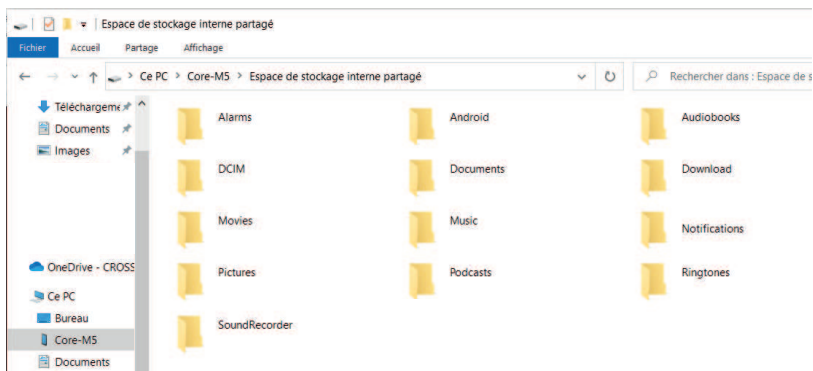 Espace de stockage interne partagé
Fichier Accueil Partage Affichage
Ce PC > Core-M5 > Espace de stockage interne partagé
Rechercher dans : Espace de s
Téléchargeme
Documents
Images
OneDrive - CROSS
Ce PC
Bureau
Core-M5
Documents
Alarms Android Audiobooks
DCIM Documents Download
Movies Music Notifications
Pictures Podcasts Ringtones
SoundRecorder